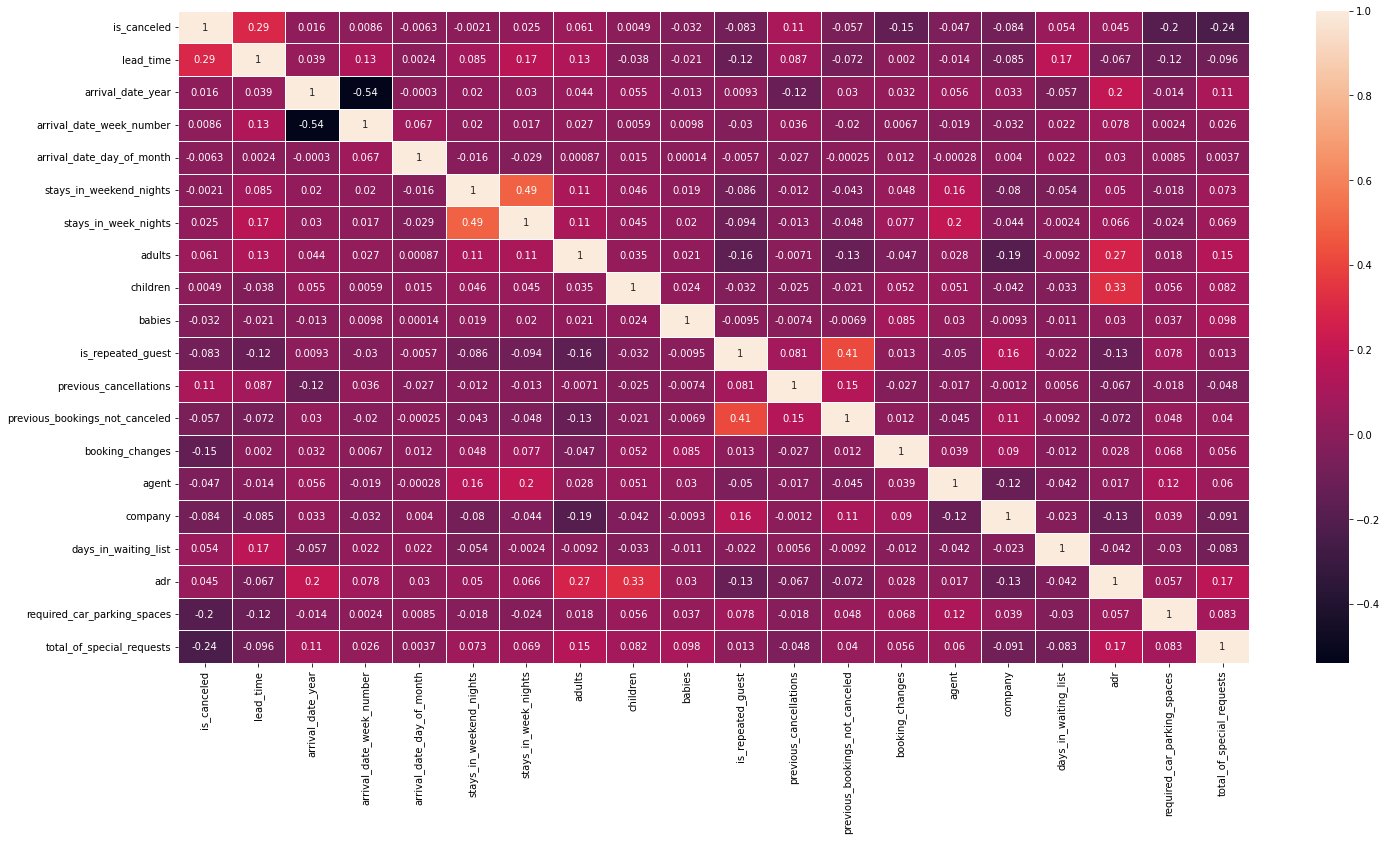 is_canceled 1 0.29 0.016 0.0086 -0.0063 -0.0021 0.025 0.061 0.0049 -0.032 -0.083 0.11 -0.057 -0.15 -0.047 -0.084 0.054 0.045 -0.2 -0.24
lead_time 0.29 1 0.039 0.13 0.0024 0.085 0.17 0.13 -0.038 -0.021 -0.12 0.087 -0.072 0.002 -0.014 -0.085 0.17 -0.067 -0.12 -0.096
arrival_date_year 0.016 0.039 1 -0.54 -0.0003 0.02 0.03 0.044 0.055 -0.013 0.0093 -0.12 0.03 0.032 0.056 0.033 -0.057 0.2 -0.014 0.11
arrival_date_week_number 0.0086 0.13 -0.54 1 0.067 0.02 0.017 0.027 0.0059 0.0098 -0.03 0.036 -0.02 0.0067 -0.019 -0.032 0.022 0.078 0.0024 0.026
arrival_date_day_of_month -0.0063 0.0024 -0.0003 0.067 1 -0.016 -0.029 0.00087 0.015 0.00014 -0.0057 -0.027 -0.00025 0.012 -0.00028 0.004 0.022 0.03 0.0085 0.0037
stays_in_weekend_nights -0.0021 0.085 0.02 0.02 -0.016 1 0.49 0.11 0.046 0.019 -0.086 -0.012 -0.043 0.048 0.16 -0.08 -0.054 0.05 -0.018 0.073
stays_in_week_nights 0.025 0.17 0.03 0.017 -0.029 0.49 1 0.11 0.045 0.02 -0.094 -0.013 -0.048 0.077 0.2 -0.044 -0.0024 0.066 -0.024 0.069
adults 0.061 0.13 0.044 0.027 0.00087 0.11 0.11 1 0.035 0.021 -0.16 -0.0071 -0.13 -0.047 0.028 -0.19 -0.0092 0.27 0.018 0.15
children 0.0049 -0.038 0.055 0.0059 0.015 0.046 0.045 0.035 1 0.024 -0.032 -0.025 -0.021 0.052 0.051 -0.042 -0.033 0.33 0.056 0.082
babies -0.032 -0.021 -0.013 0.0098 0.00014 0.019 0.02 0.021 0.024 1 -0.0095 -0.0074 -0.0069 0.085 0.03 -0.0093 -0.011 0.03 0.037 0.098
is_repeated_guest -0.083 -0.12 0.0093 -0.03 -0.0057 -0.086 -0.094 -0.16 -0.032 -0.0095 1 0.081 0.41 0.013 -0.05 0.16 -0.022 -0.13 0.078 0.013
previous_cancellations 0.11 0.087 -0.12 0.036 -0.027 -0.012 -0.013 -0.0071 -0.025 -0.0074 0.081 1 0.15 -0.027 -0.017 -0.0012 0.0056 -0.067 -0.018 -0.048
previous_bookings_not_canceled -0.057 -0.072 0.03 -0.02 -0.00025 -0.043 -0.048 -0.13 -0.021 -0.0069 0.41 0.15 1 0.012 -0.045 0.11 -0.0092 -0.072 0.048 0.04
booking_changes -0.15 0.002 0.032 0.0067 0.012 0.048 0.077 -0.047 0.052 0.085 0.013 -0.027 0.012 1 0.039 0.09 -0.012 0.028 0.068 0.056
agent -0.047 -0.014 0.056 -0.019 -0.00028 0.16 0.2 0.028 0.051 0.03 -0.05 -0.017 -0.045 0.039 1 -0.12 -0.042 0.017 0.12 0.06
company -0.084 -0.085 0.033 -0.032 0.004 -0.08 -0.044 -0.19 -0.042 -0.0093 0.16 -0.0012 0.11 0.09 -0.12 1 -0.023 -0.13 0.039 -0.091
days_in_waiting_list 0.054 0.17 -0.057 0.022 0.022 -0.054 -0.0024 -0.0092 -0.033 -0.011 -0.022 0.0056 -0.0092 -0.012 -0.042 -0.023 1 -0.042 -0.03 -0.083
adr 0.045 -0.067 0.2 0.078 0.03 0.05 0.066 0.27 0.33 0.03 -0.13 -0.067 -0.072 0.028 0.017 -0.13 -0.042 1 0.057 0.17
required_car_parking_spaces -0.2 -0.12 -0.014 0.0024 0.0085 -0.018 -0.024 0.018 0.056 0.037 0.078 -0.018 0.048 0.068 0.12 0.039 -0.03 0.057 1 0.083
total_of_special_requests -0.24 -0.096 0.11 0.026 0.0037 0.073 0.069 0.15 0.082 0.098 0.013 -0.048 0.04 0.056 0.06 -0.091 -0.083 0.17 0.083 1
is_canceled
lead_time
arrival_date_year
arrival_date_week_number
arrival_date_day_of_month
stays_in_weekend_nights
stays_in_week_nights
adults
children
babies
is_repeated_guest
previous_cancellations
previous_bookings_not_canceled
booking_changes
agent
company
days_in_waiting_list
adr
required_car_parking_spaces
total_of_special_requests
1.0
0.8
0.6
0.4
0.2
0.0
−0.2
−0.4